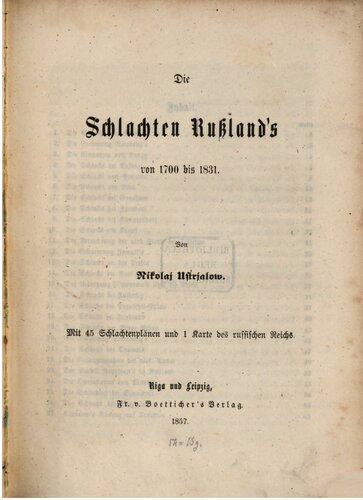 Die
Schlachten Rußland's
von 1700 bis 1831.
Von
Nikolaj Ustrjalow.
Mit 45 Schlachtenplänen und 1 Karte des russischen Reichs.
Riga und Leipzig,
Fr. v. Boetticher's Verlag.
1857.